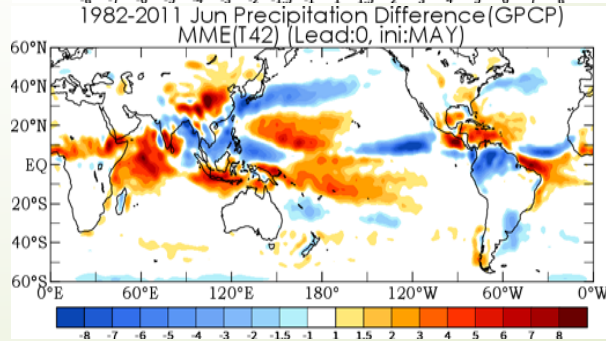 1982-2011 Jun Precipitation Difference(GPCP)
MME(T42) (Lead:0, ini:MAY)
60°N
40°N
20°N
EQ
20°S
40°S
60°S
0°E 60°E 120°E 180° 120°W 60°W 0°W
-8 -7 -6 -5 -4 -3 -2 -1.5 -1 1 1.5 2 3 4 5 6 7 8